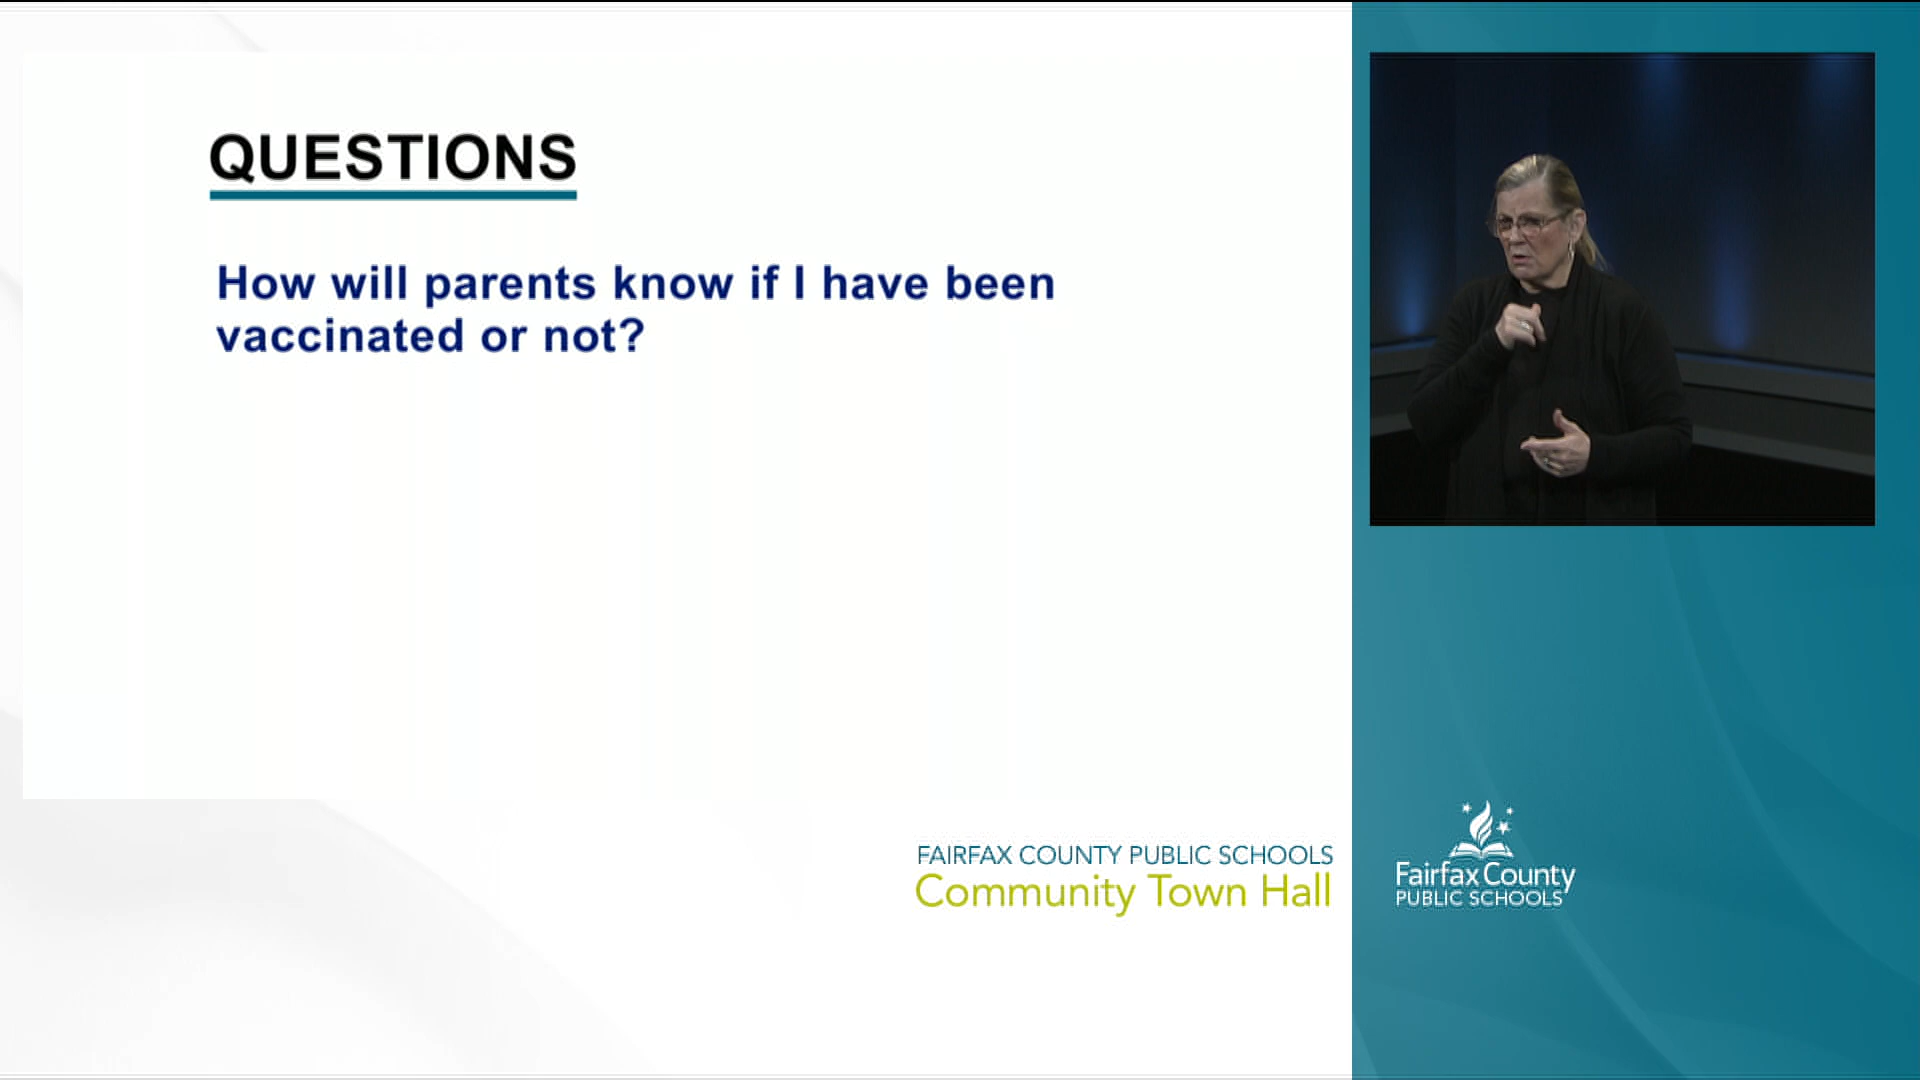 QUESTIONS
How will parents know if I have been
vaccinated or not?
FAIRFAX COUNTY PUBLIC SCHOOLS
Community Town Hall
Fairfax County
PUBLIC SCHOOLS